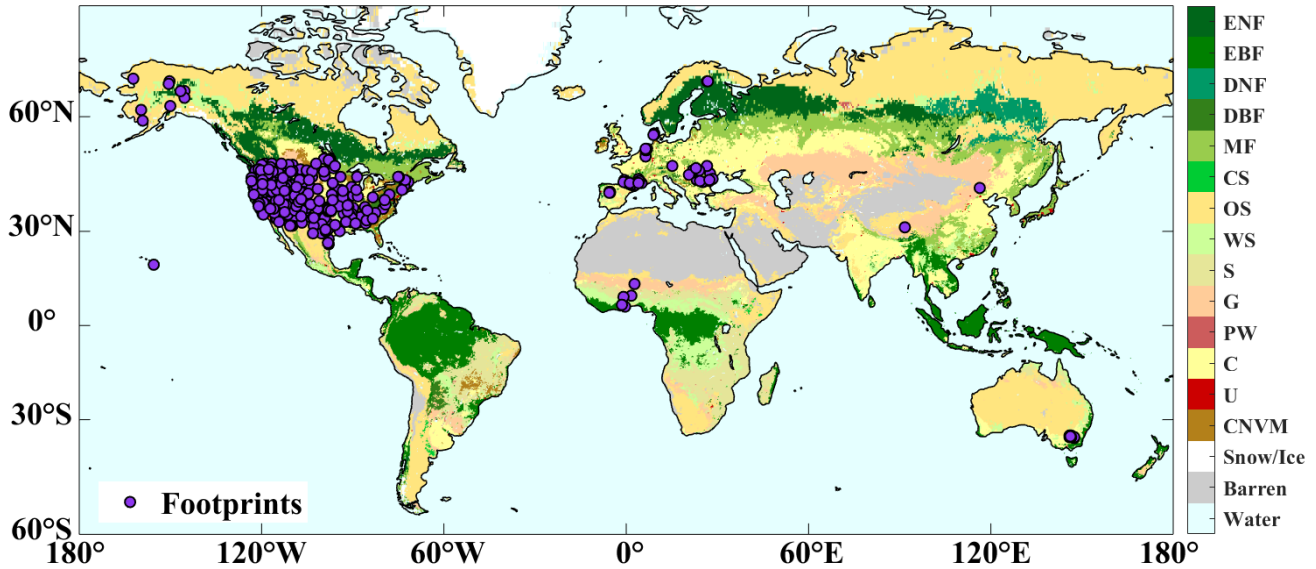 60°N
30°N
0°
30°S
60°S
180°
120°W
60°W
0°
60°E
120°E
180°
Footprints
ENF
EBF
DNF
DBF
MF
CS
OS
WS
S
G
PW
C
U
CNVM
Snow/Ice
Barren
Water